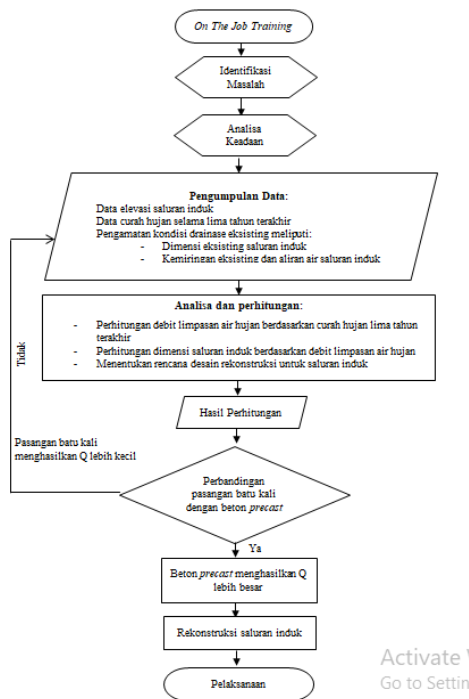 On The Job Training
Identifikasi
Masalah
Analisa
Keadaan
Pengumpulan Data:
Data elevasi saluran induk
Data curah hujan selama lima tahun terakhir
Pengamatan kondisi drainase eksisting meliputi:
- Dimensi eksisting saluran induk
- Kemiringan eksisting dan aliran air saluran induk
Analisa dan perhitungan:
- Perhitungan debit limpasan air hujan berdasarkan curah hujan lima tahun
terakhir
- Perhitungan dimensi saluran induk berdasarkan debit limpasan air hujan
- Menentukan rencana desain rekonstruksi untuk saluran induk
Tidak
Hasil Perhitungan
Pasangan batu kali
menghasilkan Q lebih kecil
Perbandingan
pasangan batu kali
dengan beton precast
Ya
Beton precast menghasilkan Q
lebih besar
Rekonstruksi saluran induk
Pelaksanaan
Activate
Go to